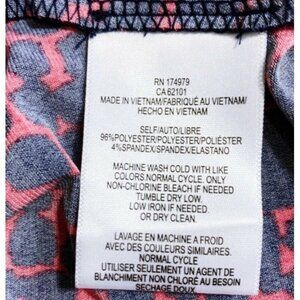 RN 174979
CA 62101
MADE IN VIETNAM/FABRIQUÉ AU VIETNAM/
HECHO EN VIETNAM
SELF/AUTO/LIBRE
96%POLYESTER/POLYESTER/POLIÉSTER
4%SPANDEX/SPANDEX/ELASTANO
MACHINE WASH COLD WITH LIKE
COLORS.NORMAL CYCLE. ONLY
NON-CHLORINE BLEACH IF NEEDED
TUMBLE DRY LOW.
LOW IRON IF NEEDED.
OR DRY CLEAN.
LAVAGE EN MACHINE A FROID
AVEC DES COULEURS SIMILAIRES.
NORMAL CYCLE
UTILISER SEULEMENT UN AGENT DE
BLANCHIMENT NON CHLORÉ AU BESOIN
SECHAGE DOUX